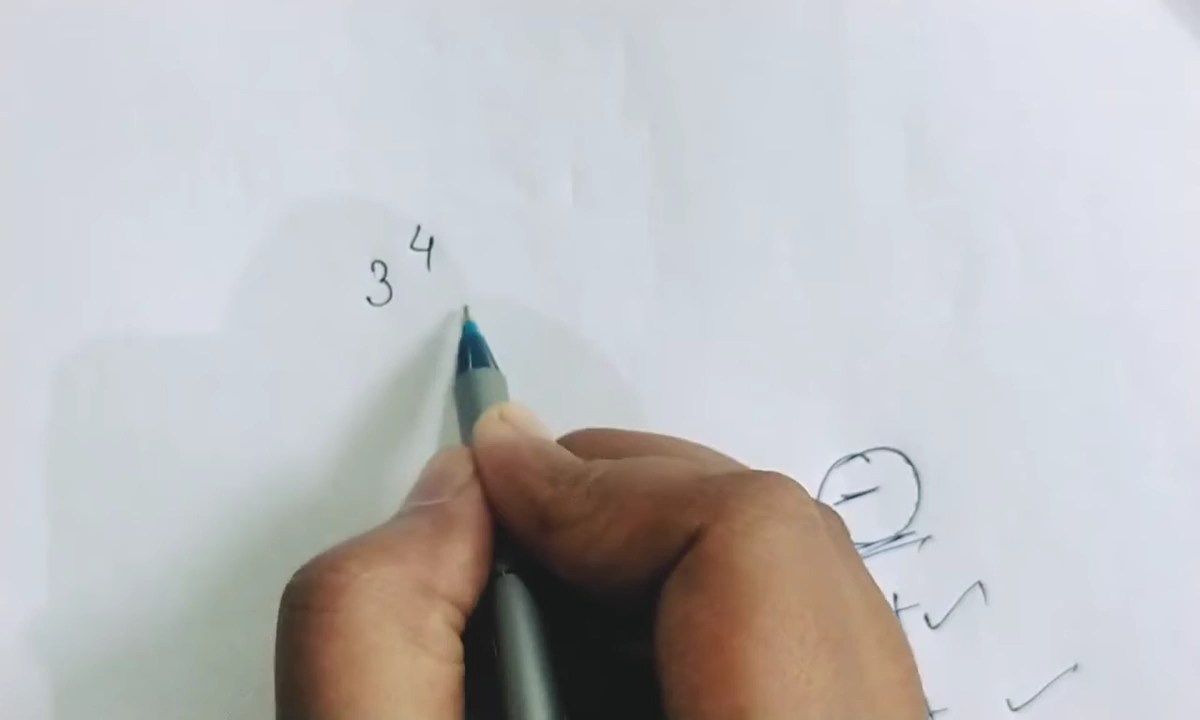 3⁴
-
+ ✓
✓